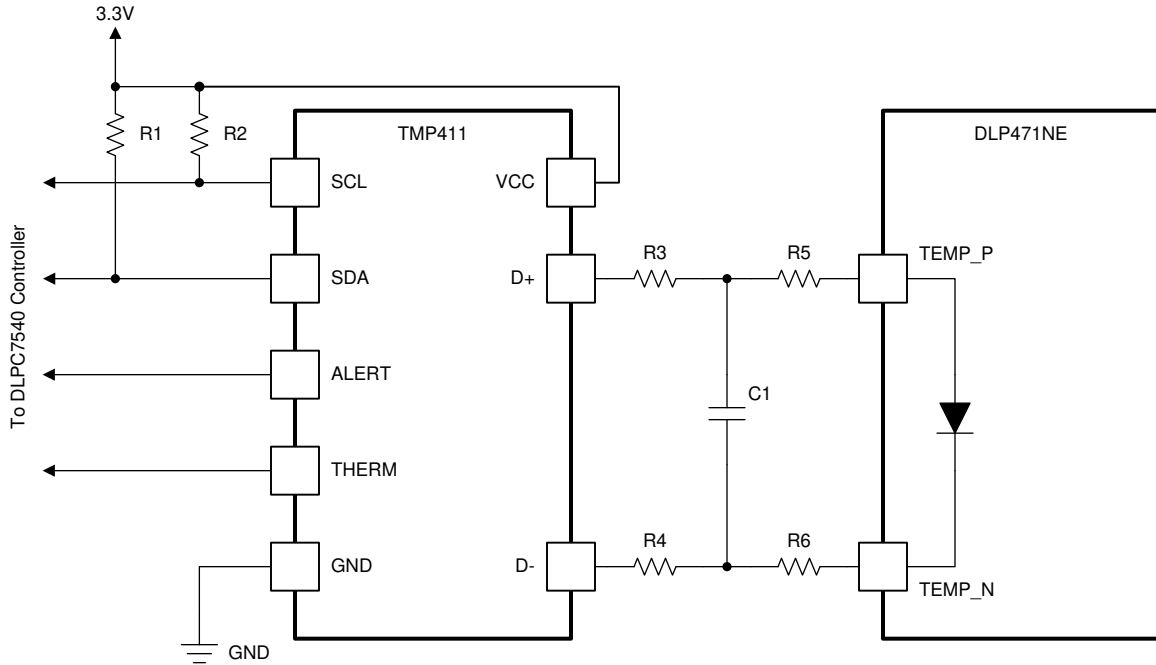 3.3V
R1
R2
TMP411
DLP471NE
SCL
VCC
TEMP_P
SDA
D+
R3
R5
To DLPC7540 Controller
ALERT
C1
THERM
GND
D-
R4
R6
TEMP_N
GND